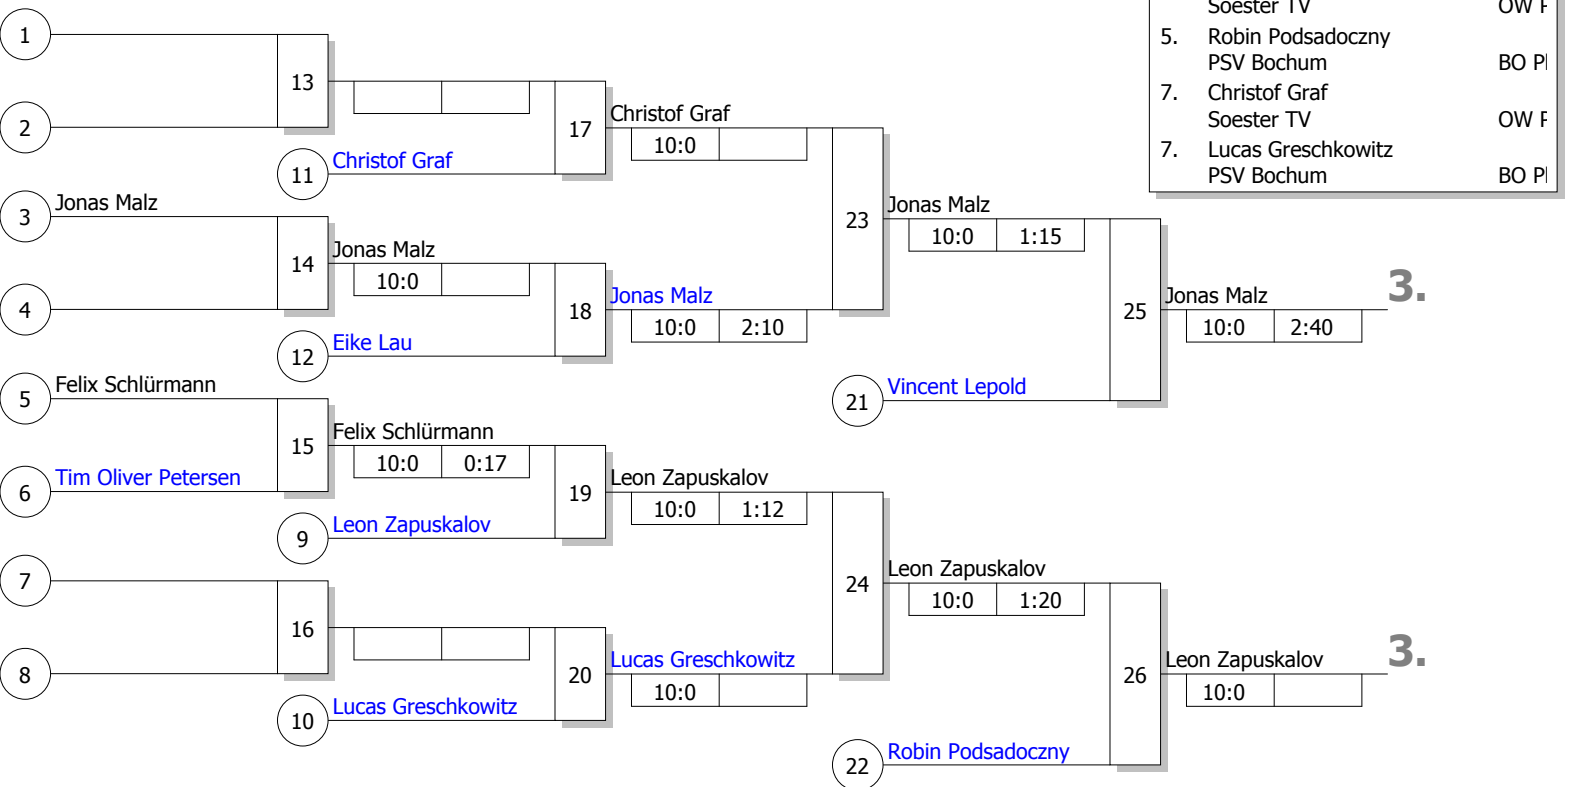 Soester TV OW
5. Robin Podsadoczny
PSV Bochum BO
7. Christof Graf
Soester TV OW
7. Lucas Greschkowitz
PSV Bochum BO
1
13
2
17
Christof Graf
10:0
11
Christof Graf
3
Jonas Malz
23
Jonas Malz
10:0 1:15
14
Jonas Malz
10:0
4
18
Jonas Malz
10:0 2:10
25
Jonas Malz
3.
10:0 2:40
12
Eike Lau
5
Felix Schlürmann
21
Vincent Lepold
15
Felix Schlürmann
10:0 0:17
6
Tim Oliver Petersen
19
Leon Zapuskalov
10:0 1:12
9
Leon Zapuskalov
7
24
Leon Zapuskalov
10:0 1:20
16
8
20
Lucas Greschkowitz
10:0
26
Leon Zapuskalov
3.
10:0
10
Lucas Greschkowitz
22
Robin Podsadoczny